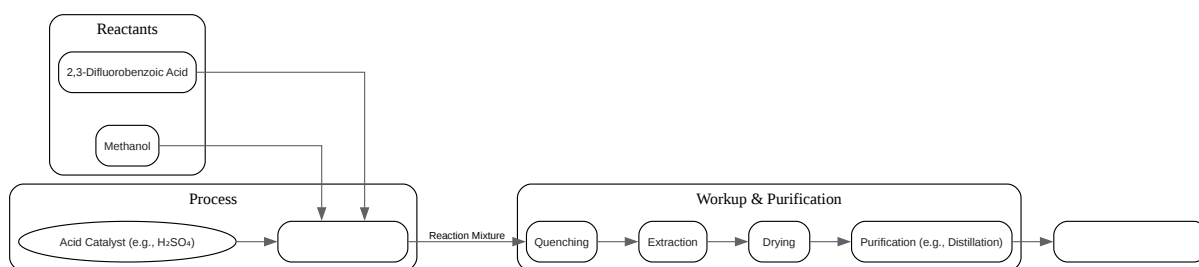 Reactants
2,3-Difluorobenzoic Acid
Methanol
Process
Acid Catalyst (e.g., H₂SO₄)
Reaction Mixture
Workup & Purification
Quenching
Extraction
Drying
Purification (e.g., Distillation)